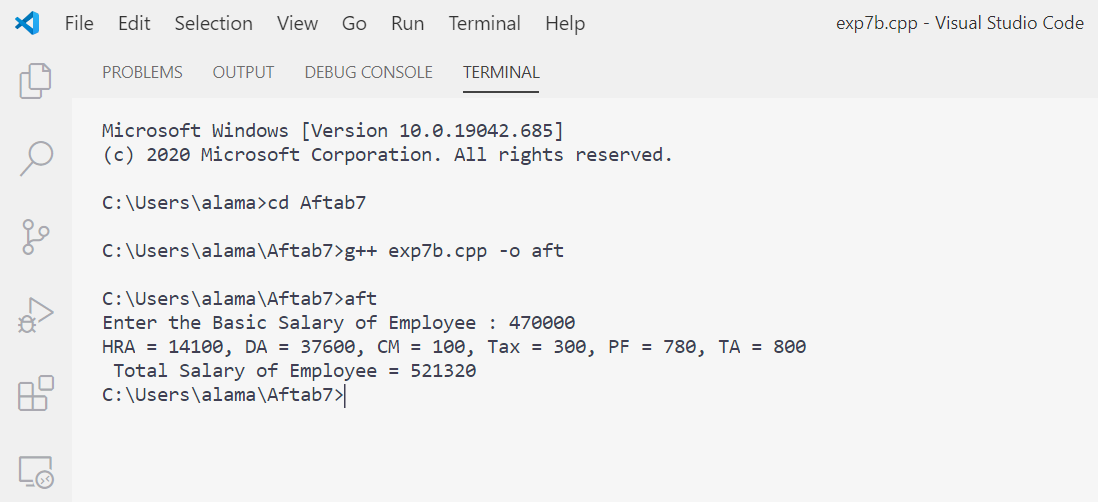 File Edit Selection View Go Run Terminal Help exp7b.cpp - Visual Studio Code
PROBLEMS OUTPUT DEBUG CONSOLE TERMINAL
Microsoft Windows [Version 10.0.19042.685]
(c) 2020 Microsoft Corporation. All rights reserved.
C:\Users\alama>cd Aftab7
C:\Users\alama\Aftab7>g++ exp7b.cpp -o aft
C:\Users\alama\Aftab7>aft
Enter the Basic Salary of Employee : 470000
HRA = 14100, DA = 37600, CM = 100, Tax = 300, PF = 780, TA = 800
Total Salary of Employee = 521320
C:\Users\alama\Aftab7>